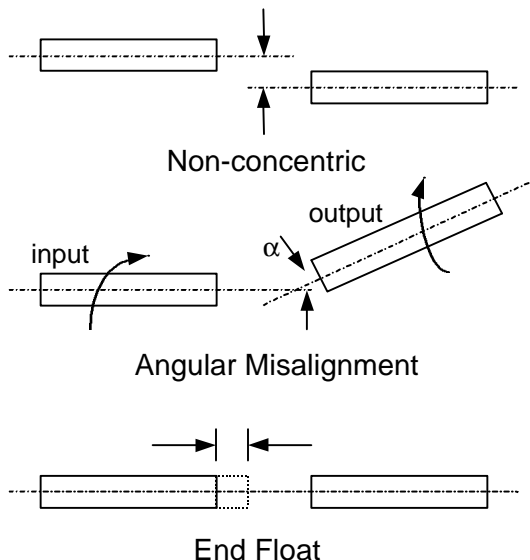 Non-concentric
output
input
α
Angular Misalignment
End Float